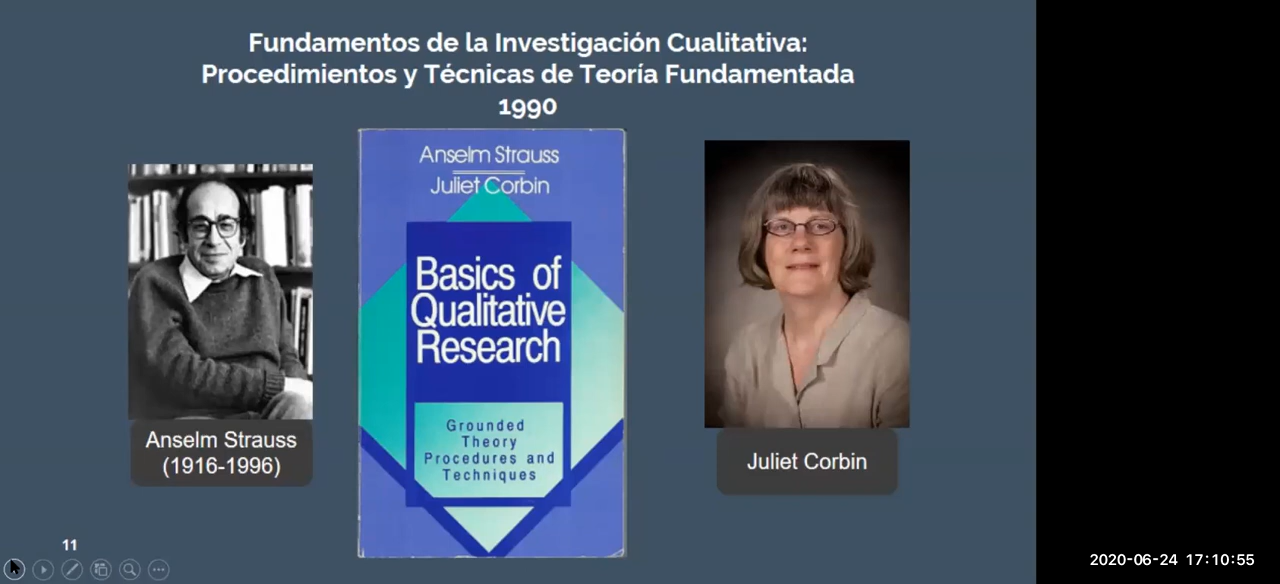 Fundamentos de la Investigación Cualitativa:
Procedimientos y Técnicas de Teoría Fundamentada
1990
Anselm Strauss
Juliet Corbin
Basics of
Qualitative
Research
Grounded
Theory
Procedures and
Techniques
Anselm Strauss
(1916-1996)
Juliet Corbin
11
2020-06-24 17:10:55